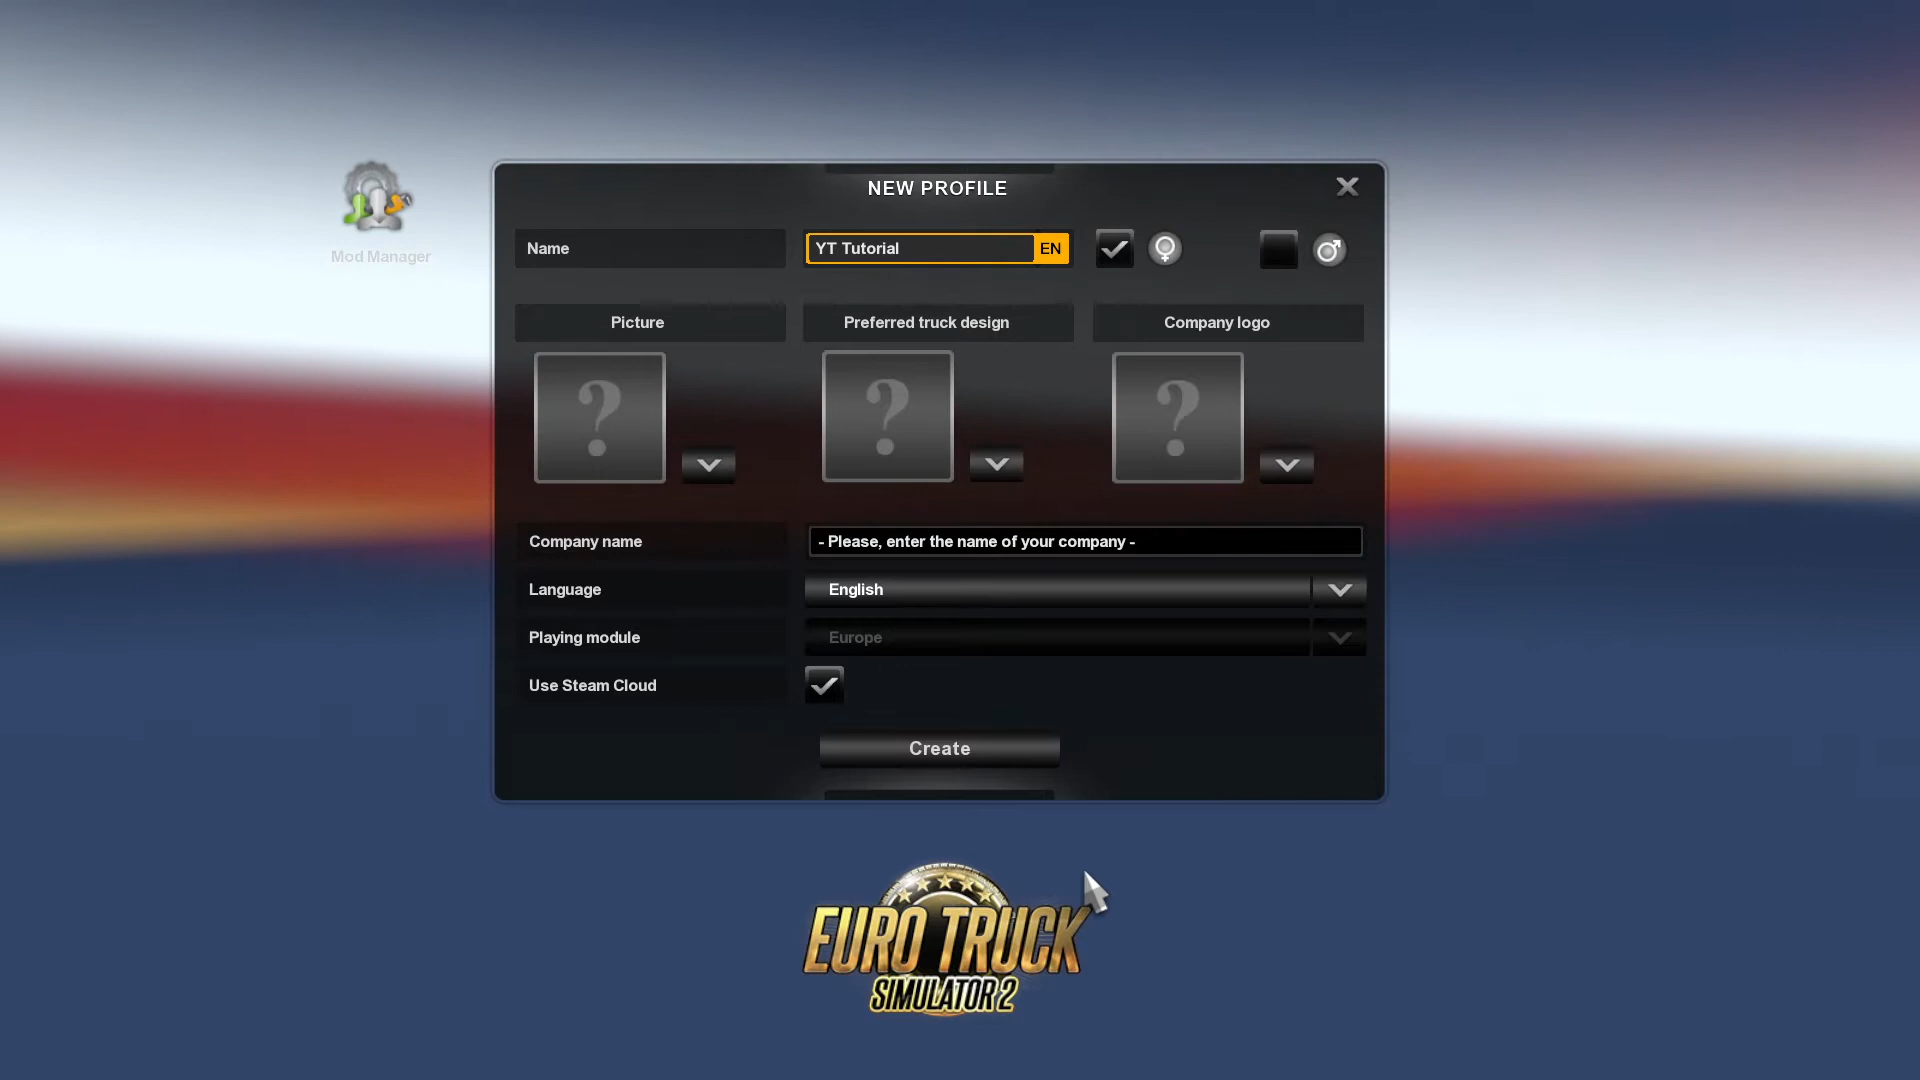 NEW PROFILE
Mod Manager
Name
YT Tutorial
EN
Picture
Preferred truck design
Company logo
?
?
?
Company name
- Please, enter the name of your company -
Language
English
Playing module
Europe
Use Steam Cloud
Create
EURO TRUCK
SIMULATOR 2